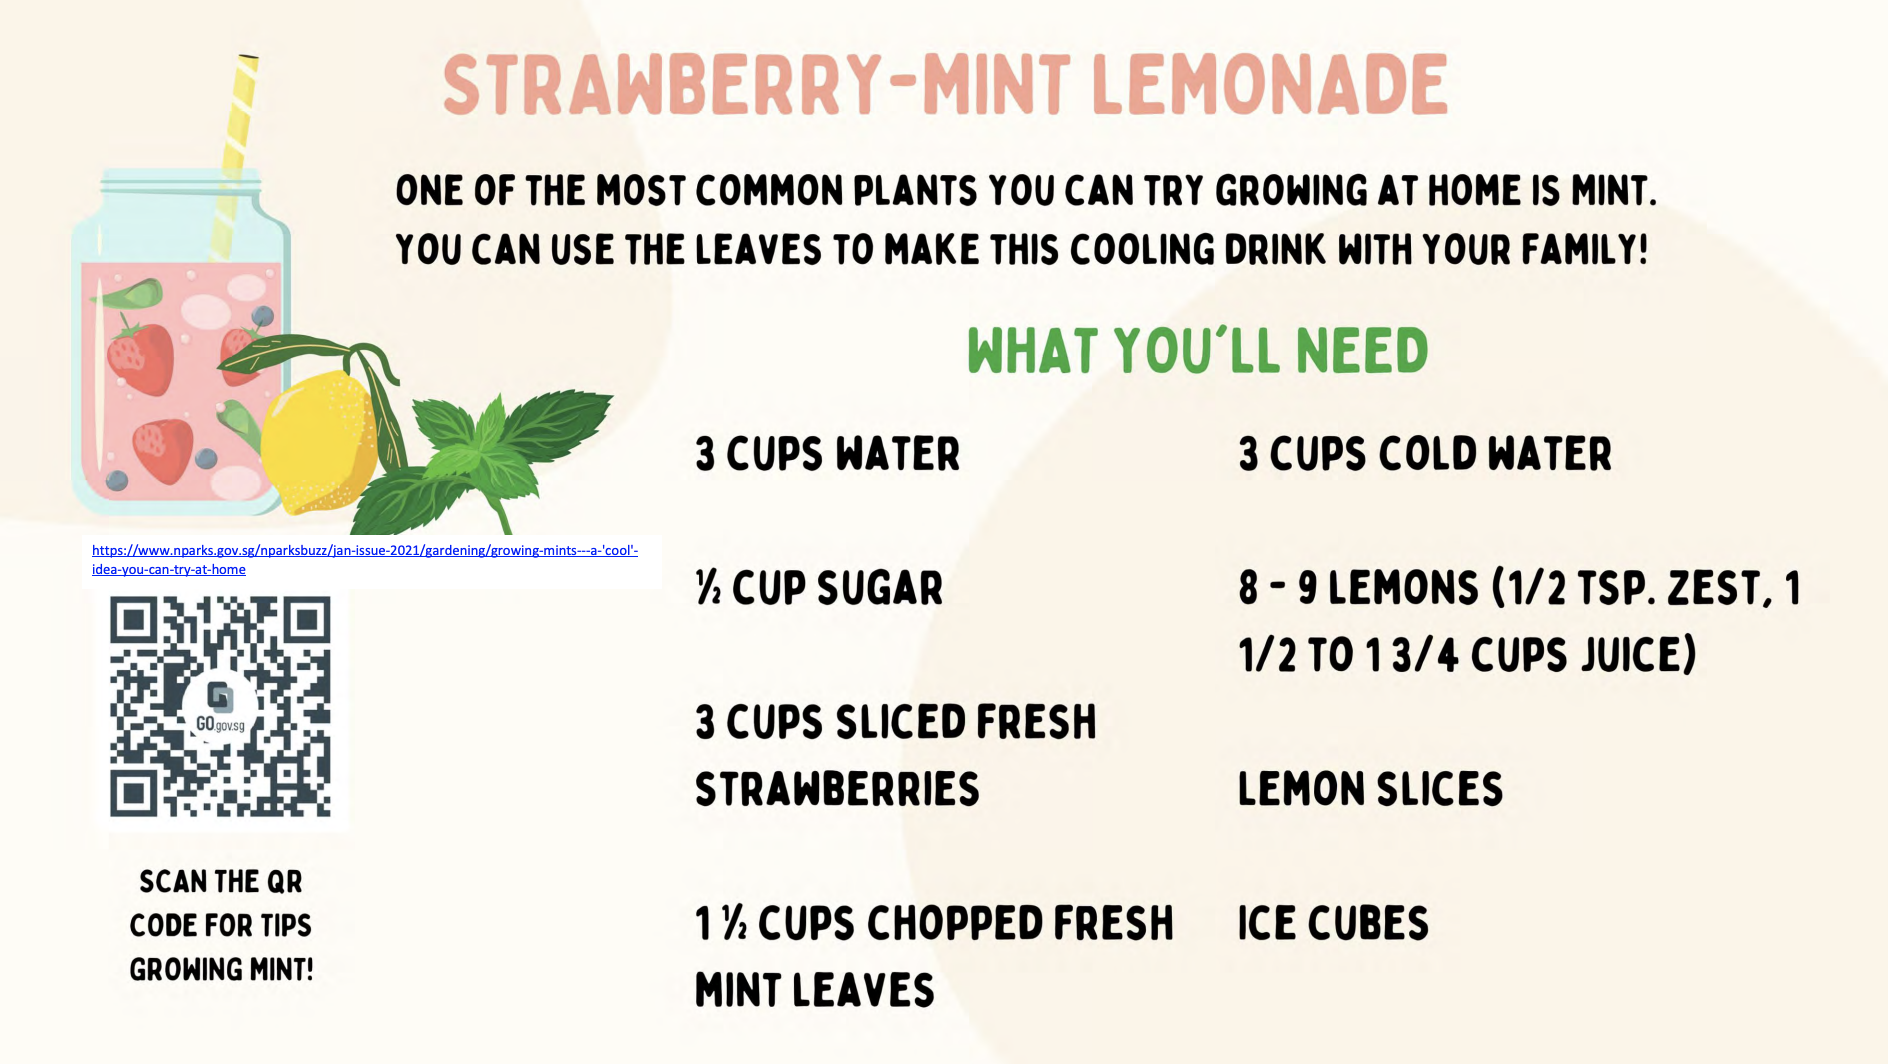 STRAWBERRY-MINT LEMONADE
ONE OF THE MOST COMMON PLANTS YOU CAN TRY GROWING AT HOME IS MINT.
YOU CAN USE THE LEAVES TO MAKE THIS COOLING DRINK WITH YOUR FAMILY!
WHAT YOU'LL NEED
3 CUPS WATER
½ CUP SUGAR
3 CUPS SLICED FRESH
STRAWBERRIES
1 ½ CUPS CHOPPED FRESH
MINT LEAVES
3 CUPS COLD WATER
8 - 9 LEMONS (1/2 TSP. ZEST, 1
1/2 TO 1 3/4 CUPS JUICE)
LEMON SLICES
ICE CUBES
https://www.nparks.gov.sg/nparksbuzz/jan-issue-2021/gardening/growing-mints---a-'cool'-
idea-you-can-try-at-home
GO.gov.sg
SCAN THE QR
CODE FOR TIPS
GROWING MINT!